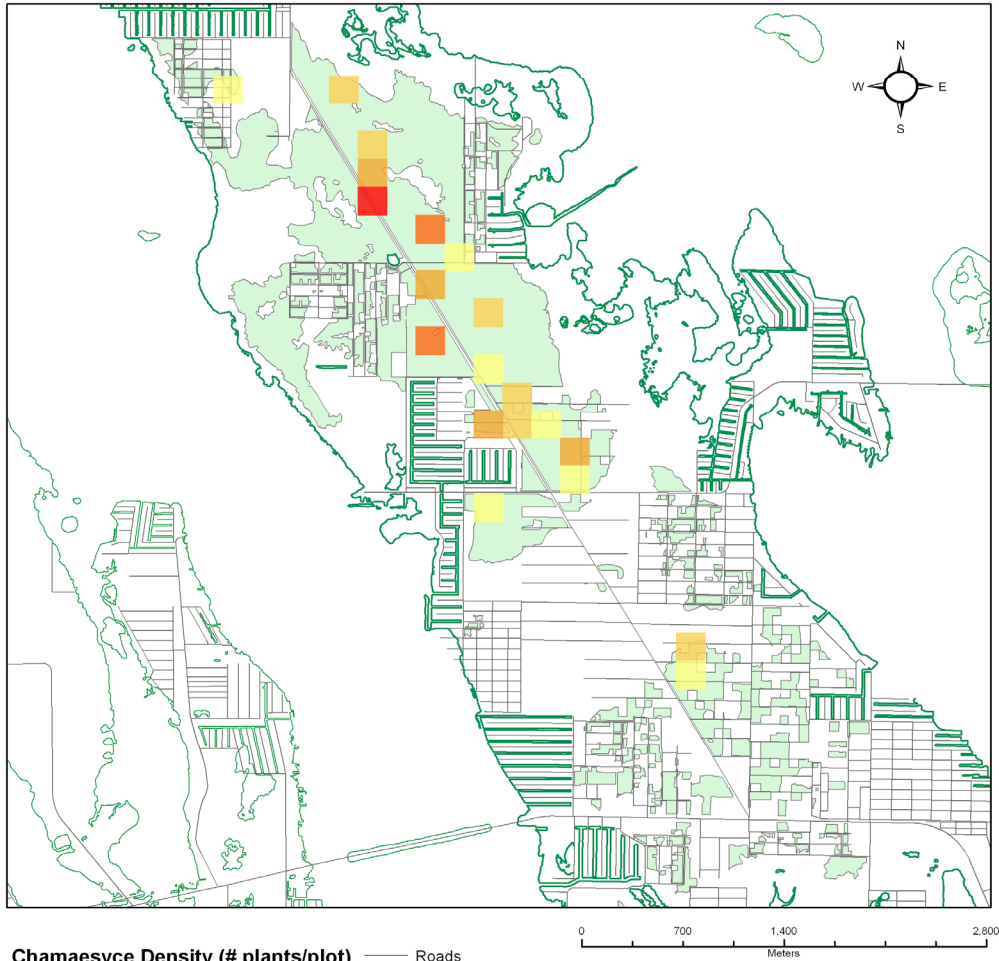 N
W E
S
0 700 1,400 2,800
Meters
Chamaesyce Density (# plants/plot) Roads